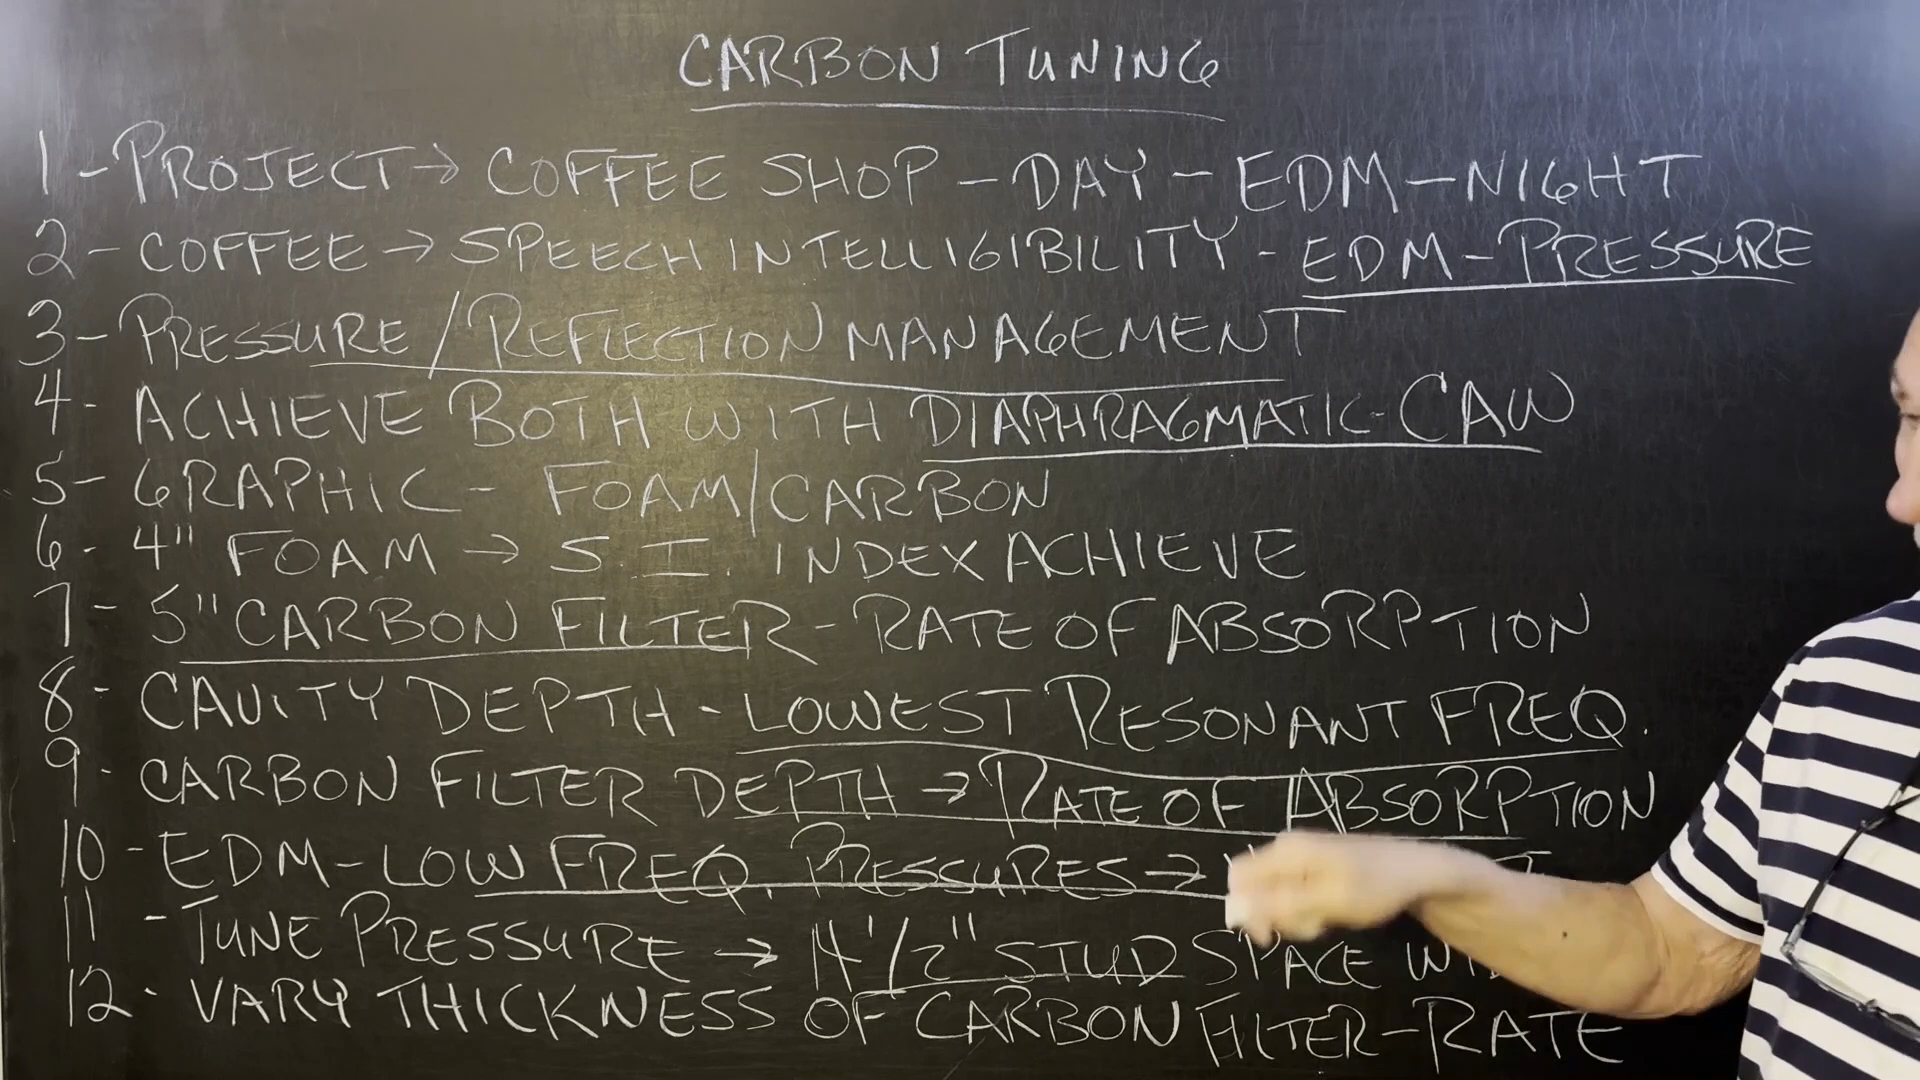 CARBON TUNING
1 - PROJECT → COFFEE SHOP - DAY - EDM - NIGHT
2 - COFFEE → SPEECH INTELLIGIBILITY - EDM - PRESSURE
3 - PRESSURE / REFLECTION MANAGEMENT
4 - ACHIEVE BOTH WITH DIAPHRAGMATIC - CAW
5 - GRAPHIC - FOAM/CARBON
6 - 4" FOAM → S.I. INDEX ACHIEVE
7 - 5" CARBON FILTER - RATE OF ABSORPTION
8 - CAVITY DEPTH - LOWEST RESONANT FREQ.
9 - CARBON FILTER DEPTH → RATE OF ABSORPTION
10 - EDM - LOW FREQ. PRESSURES →
11 - TUNE PRESSURE → 14 1/2" STUD SPACE
12 - VARY THICKNESS OF CARBON FILTER - RATE